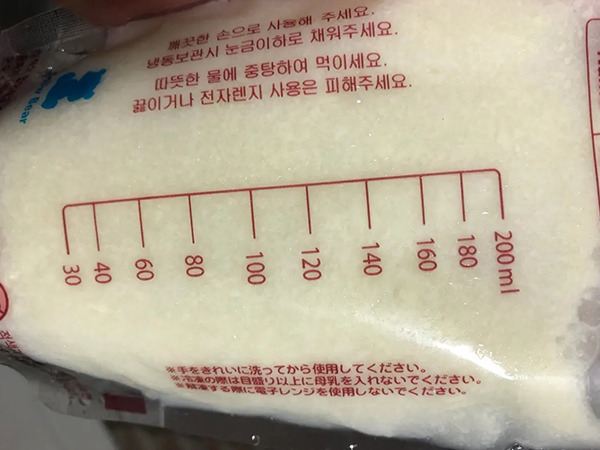 깨끗한 손으로 사용해 주세요.
냉동보관시 눈금이하로 채워주세요.
따뜻한 물에 중탕하여 먹이세요.
끓이거나 전자렌지 사용은 피해주세요.
Bear
30 40 60 80 100 120 140 160 180 200 ml
※手をきれいに洗ってから使用してください。
※冷凍の際は目盛り以上に母乳を入れないでください。
※解凍する際に電子レンジを使用しないでください。